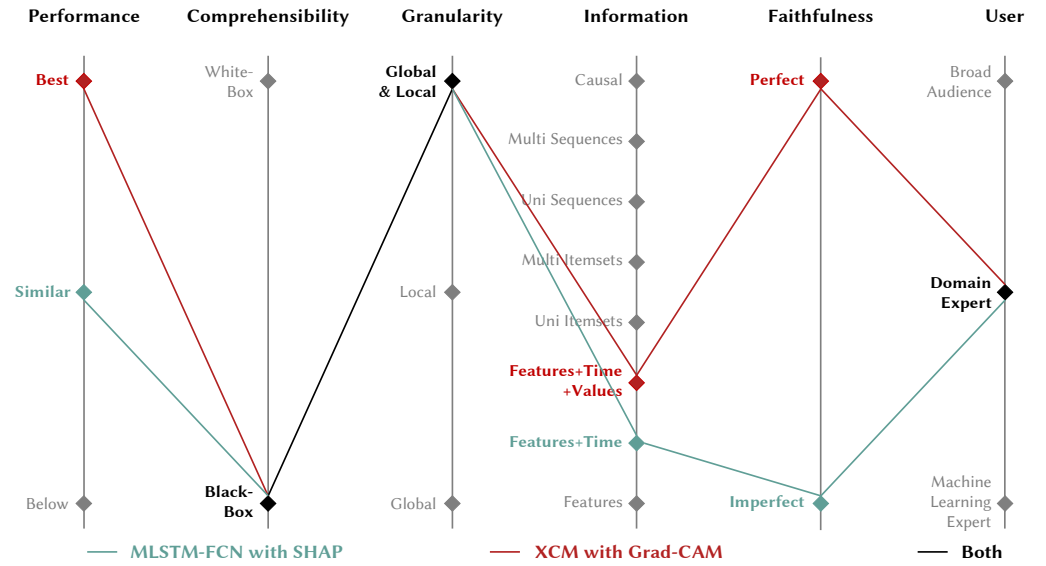 Performance
Comprehensibility
Granularity
Information
Faithfulness
User
Best
Similar
Below
White-
Box
Black-
Box
Global
& Local
Local
Global
Causal
Multi Sequences
Uni Sequences
Multi Itemsets
Uni Itemsets
Features+Time
+Values
Features+Time
Features
Perfect
Imperfect
Broad
Audience
Domain
Expert
Machine
Learning
Expert
MLSTM-FCN with SHAP
XCM with Grad-CAM
Both